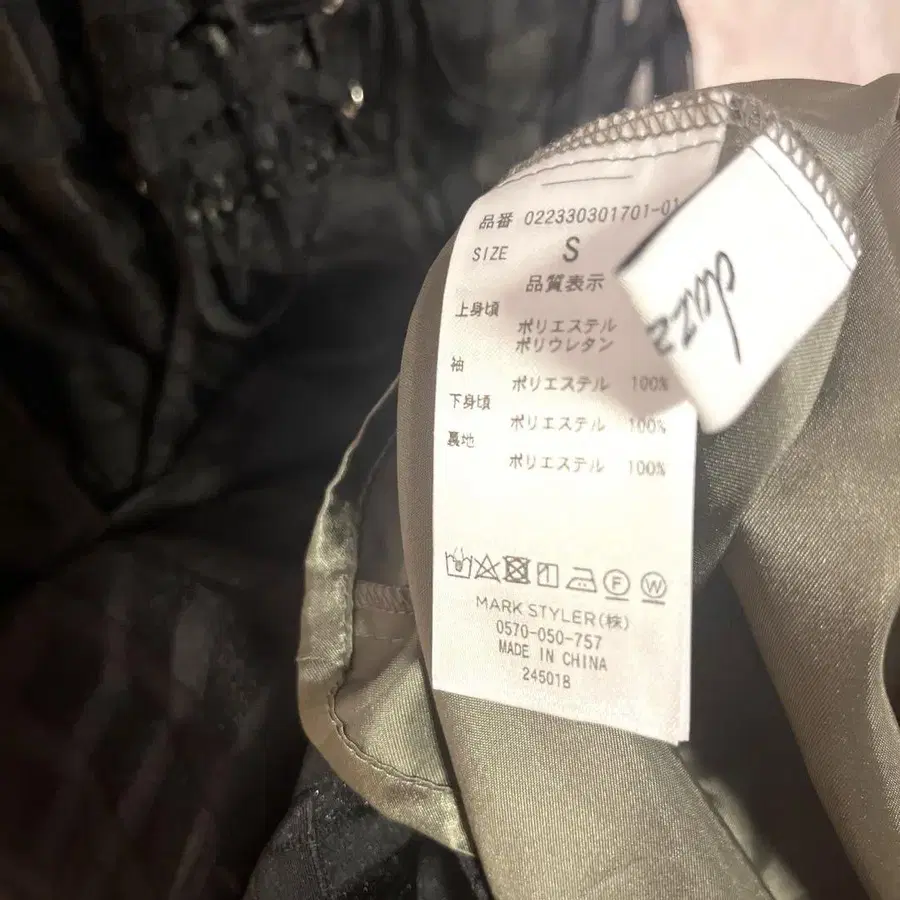 品番 022330301701-01
SIZE S
品質表示
上身頃
ポリエステル
ポリウレタン
袖
ポリエステル 100%
下身頃
ポリエステル 100%
裏地
ポリエステル 100%
MARK STYLER(株)
0570-050-757
MADE IN CHINA
245018